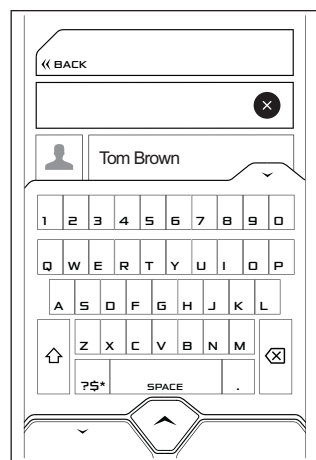 « BACK
Tom Brown
1 2 3 4 5 6 7 8 9 0
Q W E R T Y U I O P
A S D F G H J K L
Z X C V B N M
?$* SPACE .